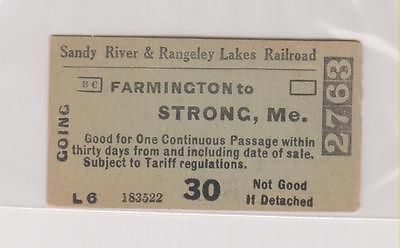 Sandy River & Rangeley Lakes Railroad
BC
FARMINGTON to
STRONG, Me.
GOING
Good for One Continuous Passage within
thirty days from and including date of sale.
Subject to Tariff regulations.
L 6 183522 30 Not Good
If Detached
2763